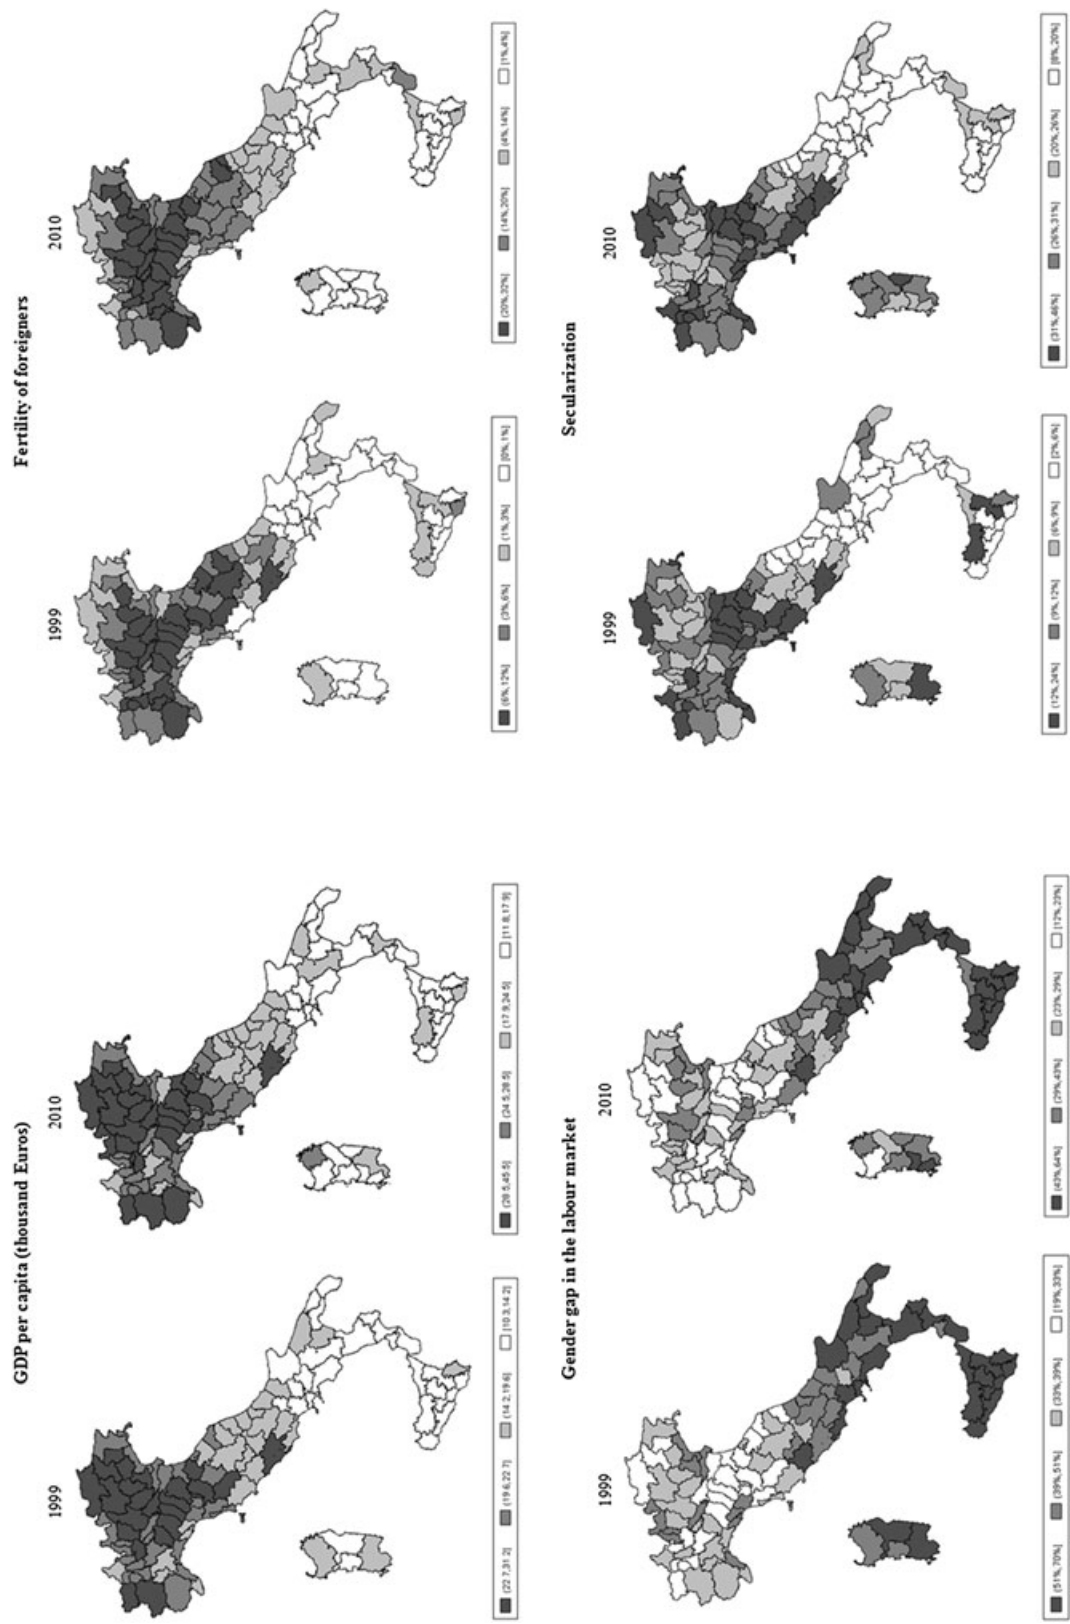 GDP per capita (thousand Euros)
1999
2010
(22.7,31.2] (19.6,22.7] (14.2,19.6] [10.3,14.2]
(28.5,45.5] (24.5,28.5] (17.9,24.5] [11.8,17.9]
Fertility of foreigners
1999
2010
(6%,12%] (3%,6%] (1%,3%] [0%,1%]
(20%,32%] (14%,20%] (4%,14%] [1%,4%]
Gender gap in the labour market
1999
2010
(51%,70%] (39%,51%] (33%,39%] [19%,33%]
(43%,64%] (29%,43%] (23%,29%] [12%,23%]
Secularization
1999
2010
(12%,24%] (9%,12%] (6%,9%] [2%,6%]
(31%,46%] (26%,31%] (20%,26%] [8%,20%]